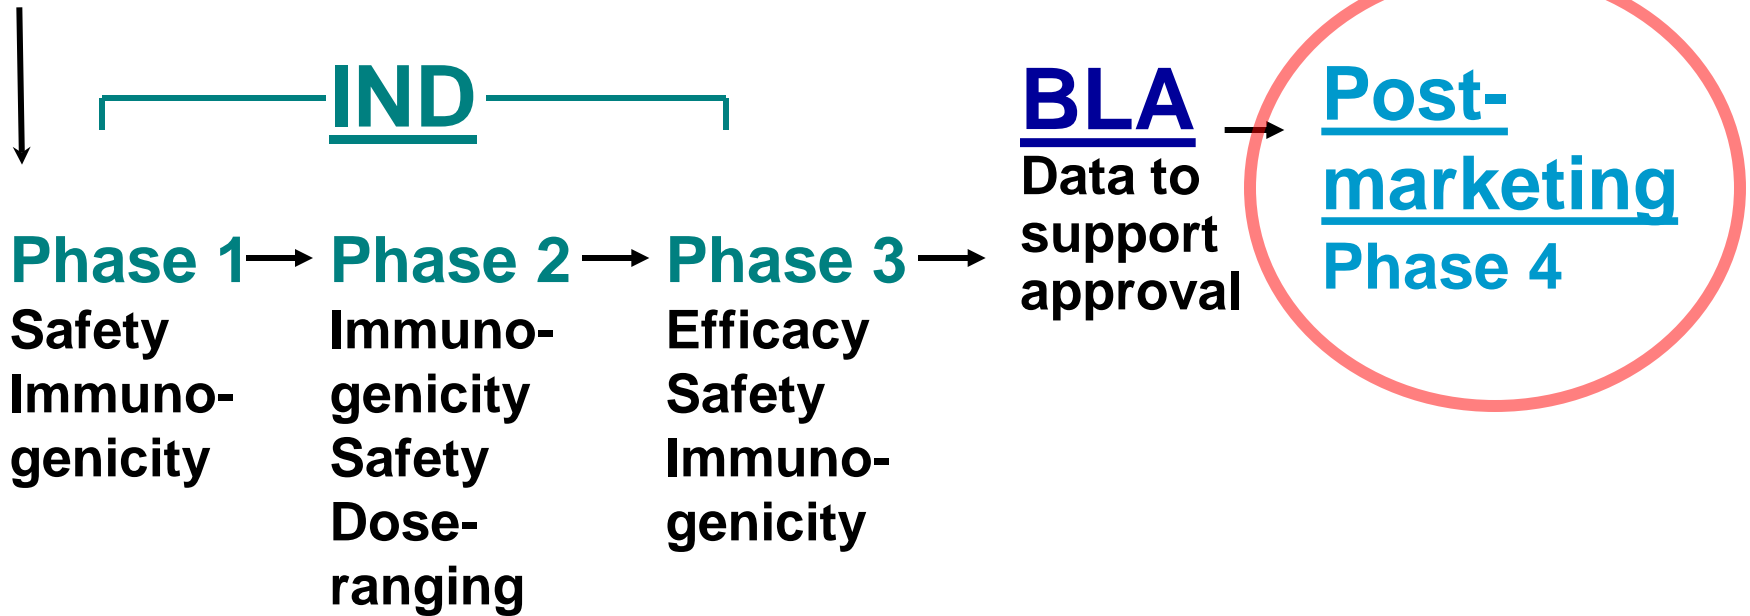 IND
Phase 1
Safety
Immuno-
genicity
Phase 2
Immuno-
genicity
Safety
Dose-
ranging
Phase 3
Efficacy
Safety
Immuno-
genicity
BLA
Data to
support
approval
Post-
marketing
Phase 4